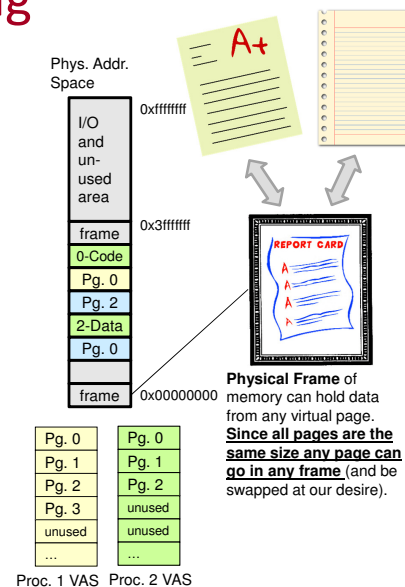 Phys. Addr.
Space
0xffffffff
I/O
and
un-
used
area
0x3fffffff
frame
0-Code
Pg. 0
Pg. 2
2-Data
Pg. 0
frame
0x00000000
A+
REPORT CARD
A
A
A
A
Physical Frame of
memory can hold data
from any virtual page.
Since all pages are the
same size any page can
go in any frame (and be
swapped at our desire).
Pg. 0
Pg. 1
Pg. 2
Pg. 3
unused
...
Proc. 1 VAS
Pg. 0
Pg. 1
Pg. 2
unused
unused
...
Proc. 2 VAS